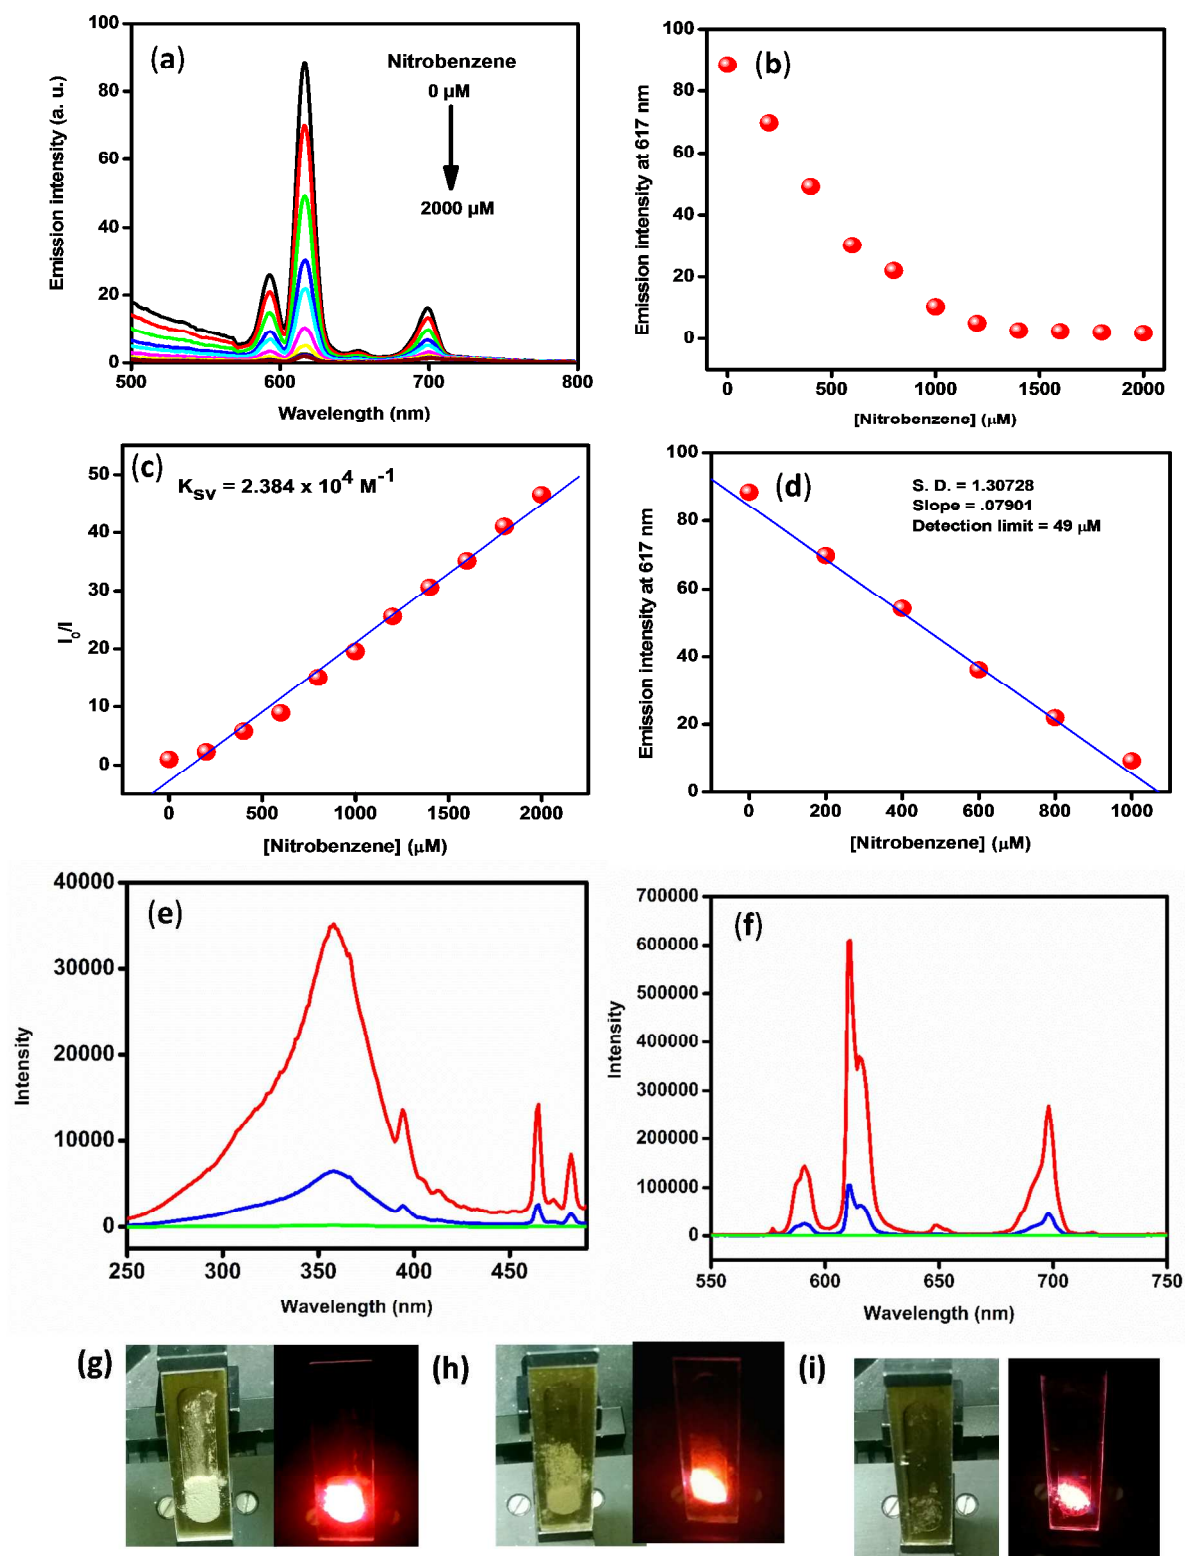 (a)
Nitrobenzene
0 µM
2000 µM
Emission intensity (a. u.)
100
80
60
40
20
0
500 600 700 800
Wavelength (nm)
(b)
Emission intensity at 617 nm
100
80
60
40
20
0
0 500 1000 1500 2000
[Nitrobenzene] (µM)
(c)
K_SV = 2.384 x 10^4 M^-1
I_0/I
50
40
30
20
10
0
0 500 1000 1500 2000
[Nitrobenzene] (µM)
(d)
S. D. = 1.30728
Slope = .07901
Detection limit = 49 µM
Emission intensity at 617 nm
100
80
60
40
20
0
0 200 400 600 800 1000
[Nitrobenzene] (µM)
(e)
Intensity
40000
30000
20000
10000
0
250 300 350 400 450
Wavelength (nm)
(f)
Intensity
700000
600000
500000
400000
300000
200000
100000
0
550 600 650 700 750
Wavelength (nm)
(g)
(h)
(i)